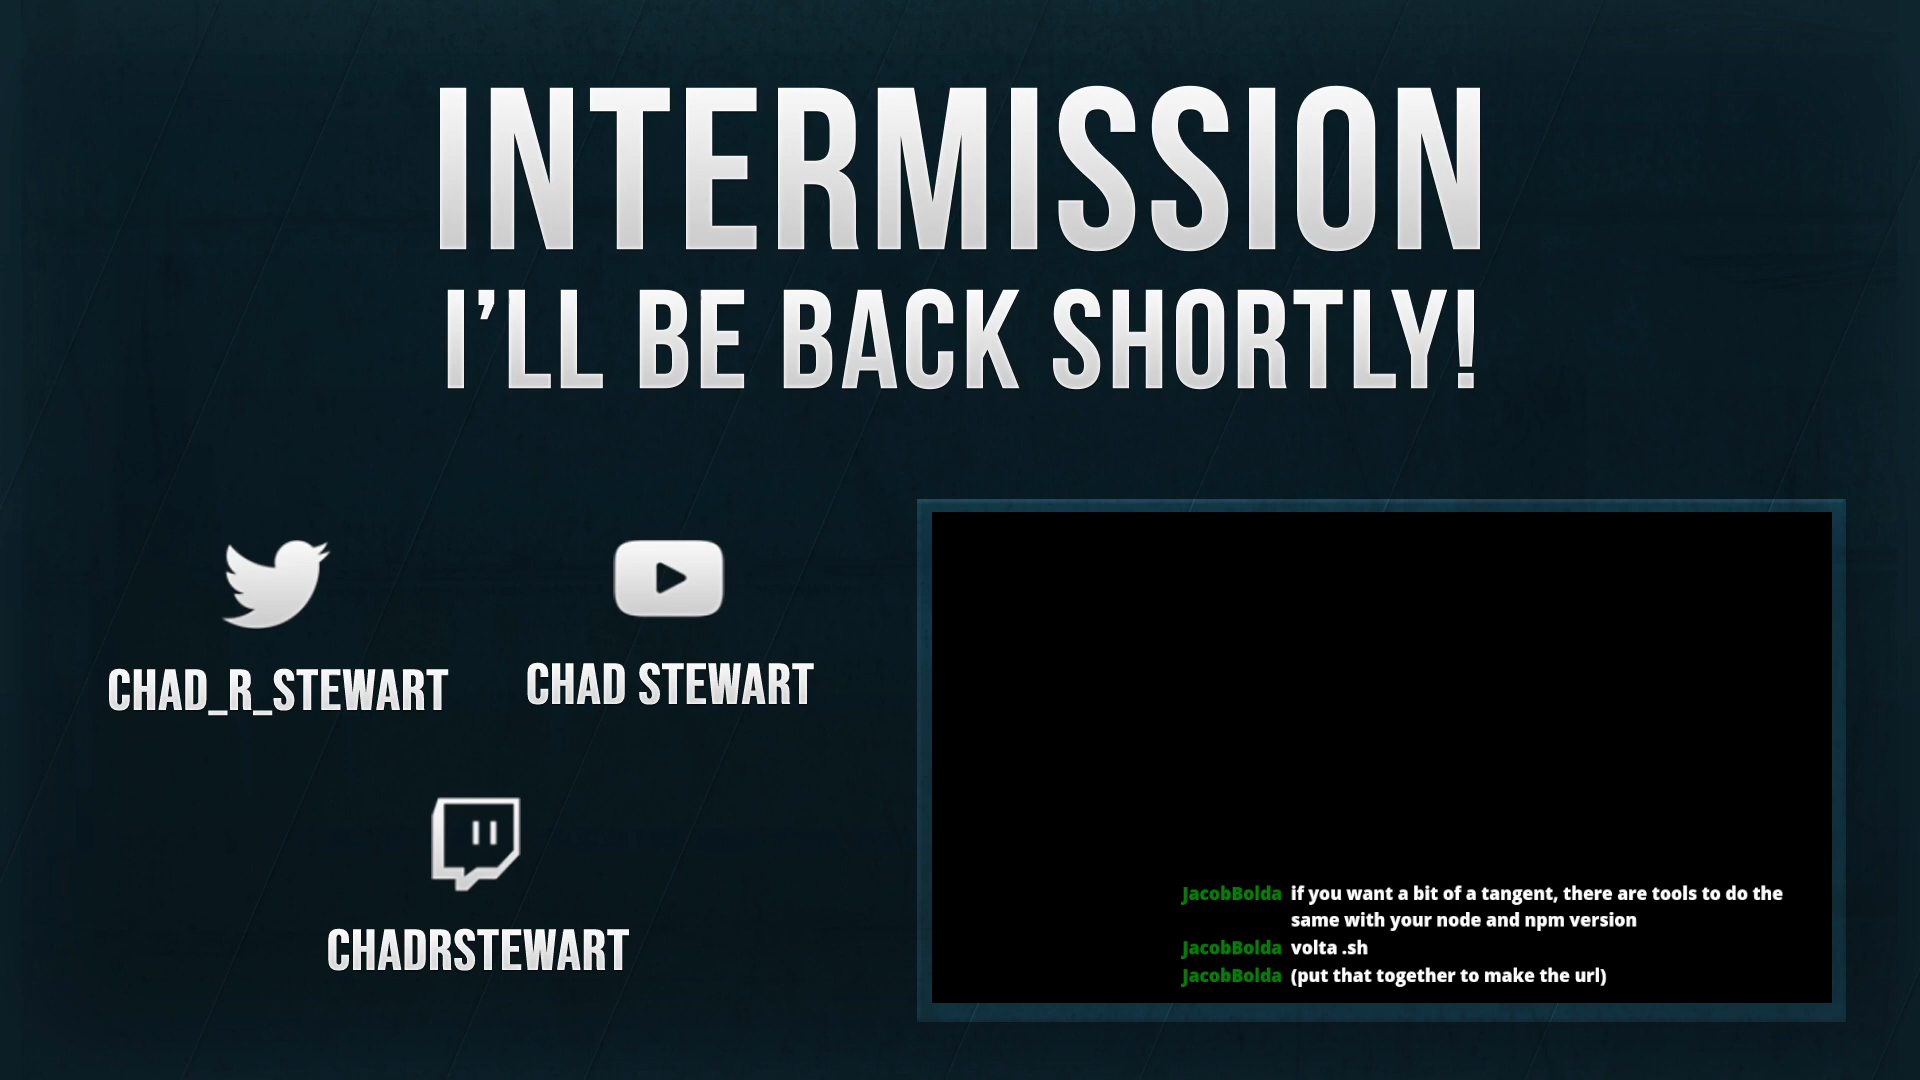 INTERMISSION
I’LL BE BACK SHORTLY!
CHAD_R_STEWART
CHAD STEWART
CHADRSTEWART
JacobBolda if you want a bit of a tangent, there are tools to do the
same with your node and npm version
JacobBolda volta .sh
JacobBolda (put that together to make the url)